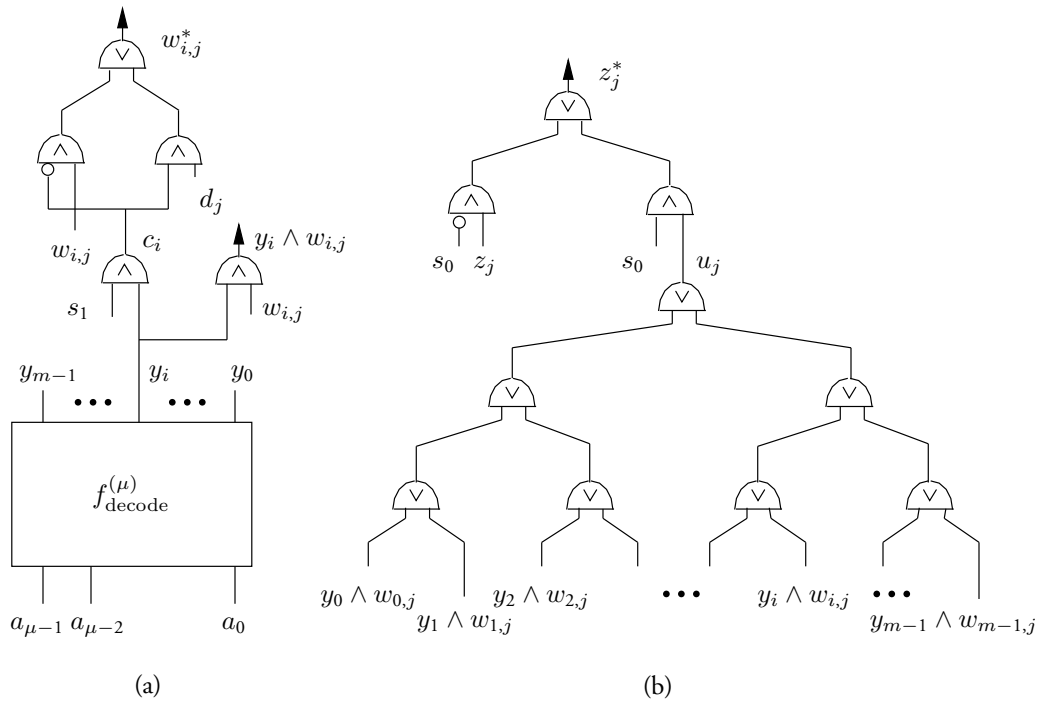 w*_{i,j}
∨
∧ ∧
d_j
w_{i,j} c_i
y_i ∧ w_{i,j}
∧ ∧
s_1 w_{i,j}
y_{m−1} y_i y_0
••• •••
f_{decode}^{(μ)}
a_{μ−1} a_{μ−2} a_0
(a)
z*_j
∨
∧ ∧
s_0 z_j s_0 u_j
∨
∨ ∨
∨ ∨ ∨ ∨
y_0 ∧ w_{0,j} y_2 ∧ w_{2,j} ••• y_i ∧ w_{i,j} •••
y_1 ∧ w_{1,j} y_{m−1} ∧ w_{m−1,j}
(b)